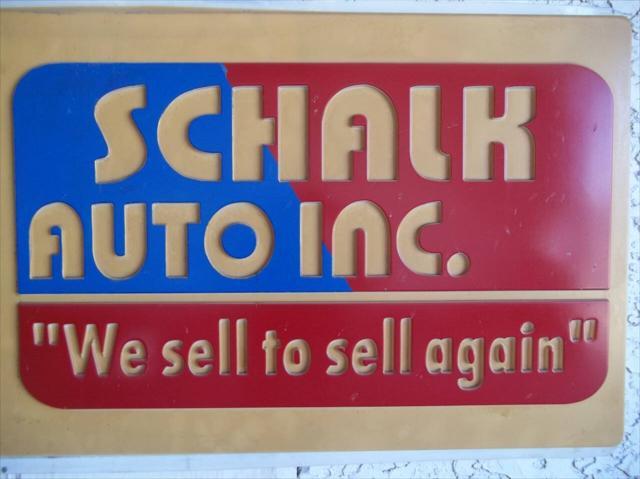 SCHALK
AUTO INC.
"We sell to sell again"